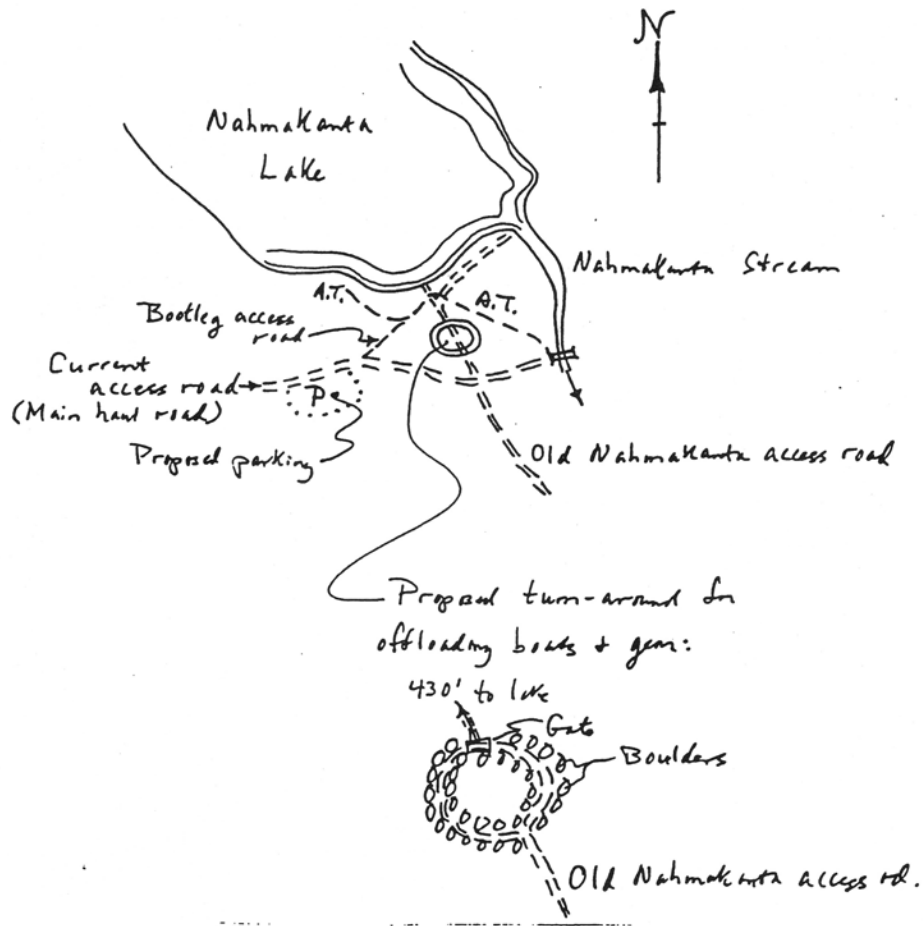 N
Nahmakanta
Lake
Nahmakanta Stream
A.T.
A.T.
Bootleg access
road
Current
access road
(Main haul road)
P
Proposed parking
Old Nahmakanta access road
Proposed turn-around for
offloading boats & gear:
430' to lake
Gate
Boulders
Old Nahmakanta access rd.